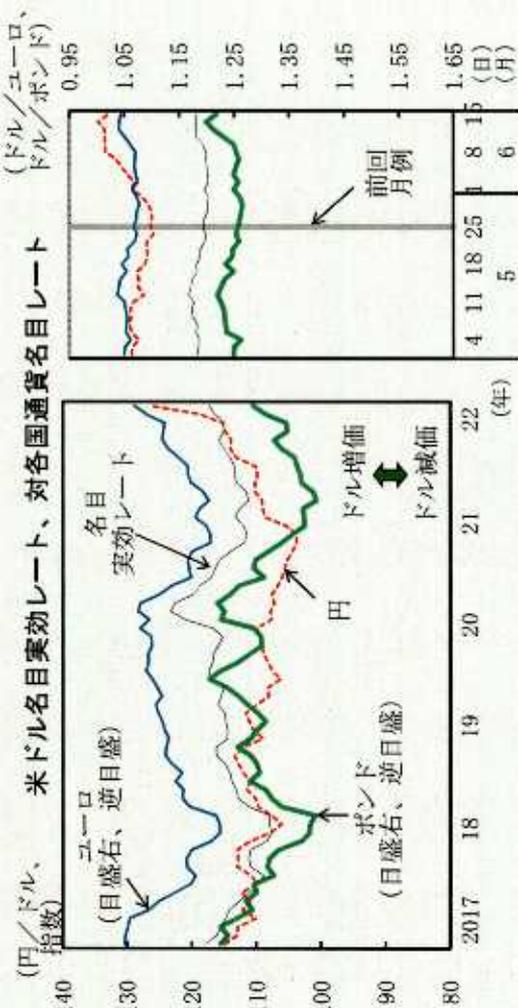 米ドル名目実効レート、対各国通貨名目レート
(円／ドル、
指数)
(ドル／ユーロ、
ドル／ポンド)
40
30
20
10
00
90
80
ユーロ
(目盛右、逆目盛)
名目
実効レート
円
ポンド
(目盛右、逆目盛)
ドル増価
ドル減価
2017 18 19 20 21 22
(年)
前回
月例
0.95
1.05
1.15
1.25
1.35
1.45
1.55
1.65
4 11 18 25 1 8 15 (日)
5 6 (月)